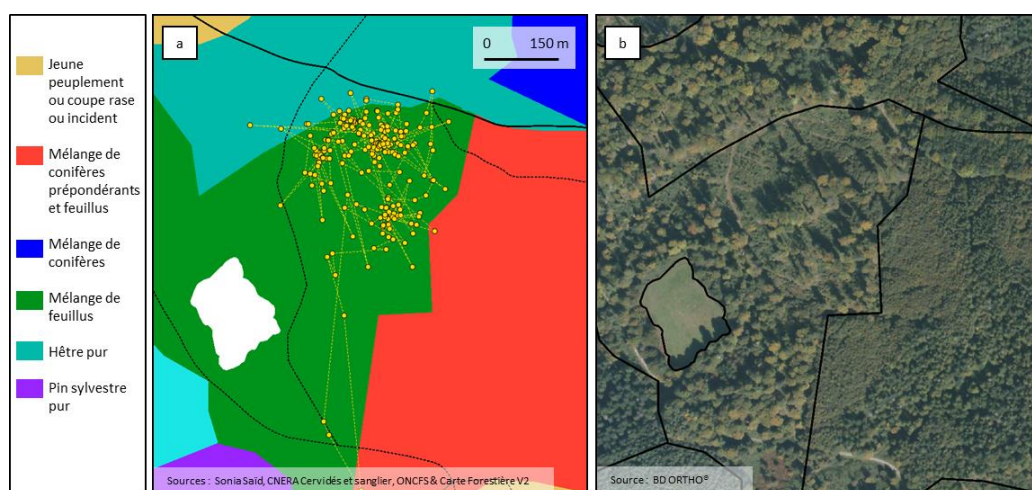 Jeune
peuplement
ou coupe rase
ou incident
Mélange de
conifères
prépondérants
et feuillus
Mélange de
conifères
Mélange de
feuillus
Hêtre pur
Pin sylvestre
pur
a
0 150 m
Sources : Sonia Saïd, CNERA Cervidés et sanglier, ONCFS & Carte Forestière V2
b
Source : BD ORTHO®